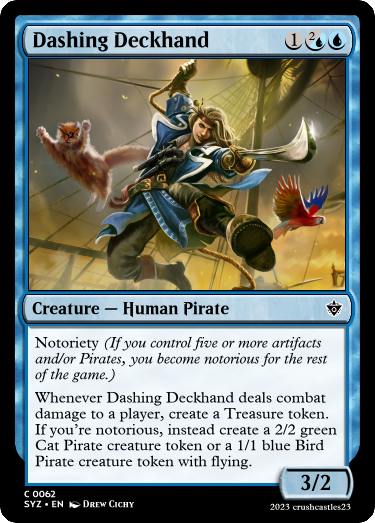 Dashing Deckhand
1 2
Creature — Human Pirate
Notoriety (If you control five or more artifacts
and/or Pirates, you become notorious for the rest
of the game.)
Whenever Dashing Deckhand deals combat
damage to a player, create a Treasure token.
If you're notorious, instead create a 2/2 green
Cat Pirate creature token or a 1/1 blue Bird
Pirate creature token with flying.
3/2
C 0062
SYZ • EN Drew Cichy
2023 crushcastles23